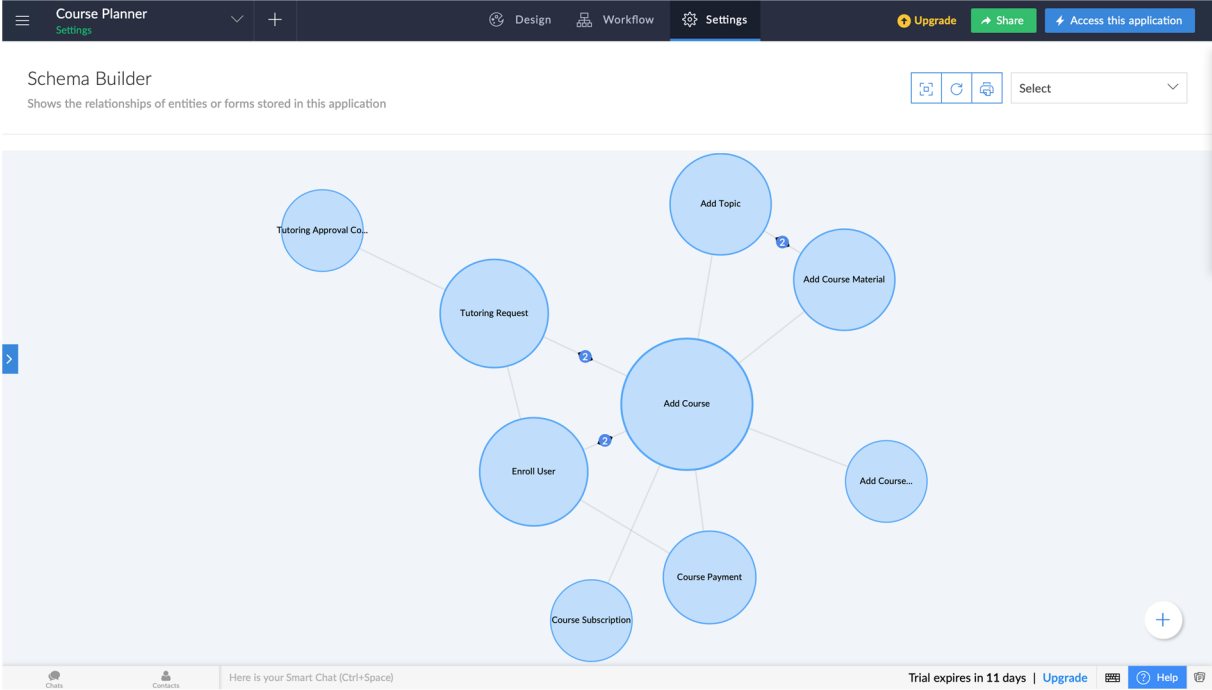 Course Planner
Settings
Design
Workflow
Settings
Upgrade
Share
Access this application
Schema Builder
Shows the relationships of entities or forms stored in this application
Select
Add Topic
Tutoring Approval Co...
2
Add Course Material
Tutoring Request
2
Add Course
2
Enroll User
Add Course...
Course Payment
Course Subscription
Chats
Contacts
Here is your Smart Chat (Ctrl+Space)
Trial expires in 11 days | Upgrade
Help